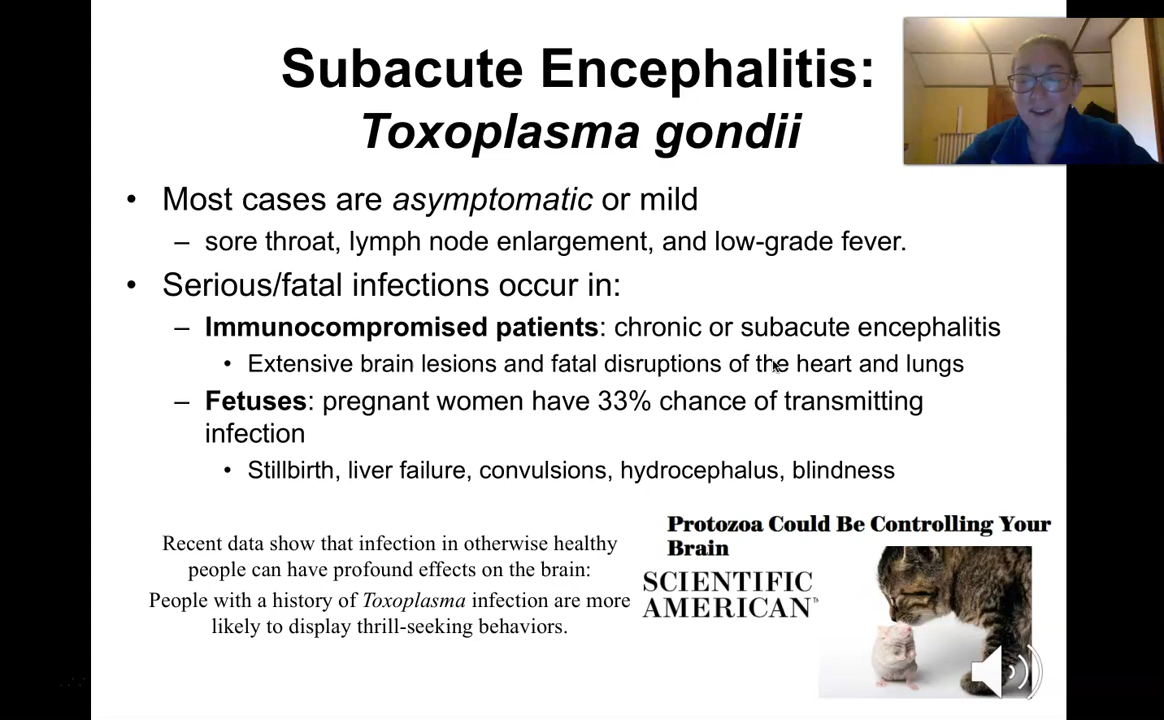 Subacute Encephalitis:
Toxoplasma gondii
• Most cases are asymptomatic or mild
– sore throat, lymph node enlargement, and low-grade fever.
• Serious/fatal infections occur in:
– Immunocompromised patients: chronic or subacute encephalitis
• Extensive brain lesions and fatal disruptions of the heart and lungs
– Fetuses: pregnant women have 33% chance of transmitting
infection
• Stillbirth, liver failure, convulsions, hydrocephalus, blindness
Recent data show that infection in otherwise healthy
people can have profound effects on the brain:
People with a history of Toxoplasma infection are more
likely to display thrill-seeking behaviors.
Protozoa Could Be Controlling Your
Brain
SCIENTIFIC
AMERICAN™